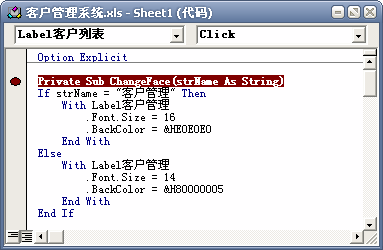 客户管理系统.xls - Sheet1 (代码)
Label客户列表 Click
Option Explicit
Private Sub ChangeFace(strName As String)
If strName = "客户管理" Then
With Label客户管理
.Font.Size = 16
.BackColor = &HE0E0E0
End With
Else
With Label客户管理
.Font.Size = 14
.BackColor = &H80000005
End With
End If